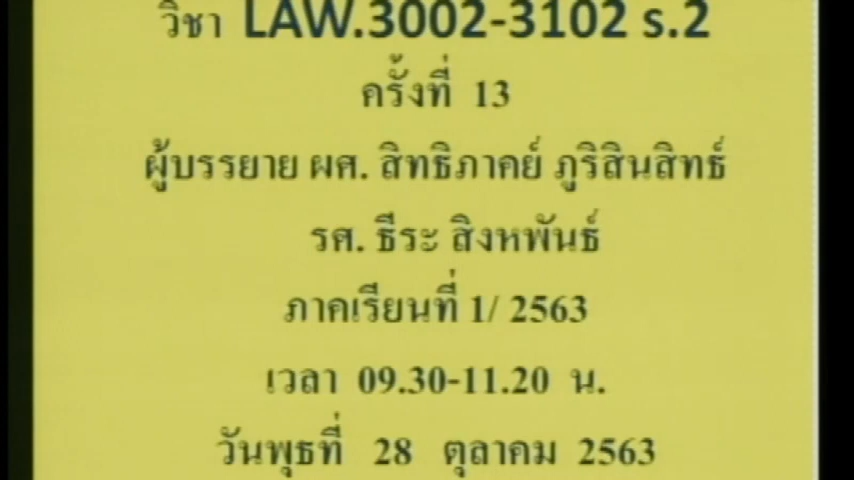 วิชา LAW.3002-3102 s.2
ครั้งที่ 13
ผู้บรรยาย ผศ. สิทธิภาคย์ ภูริสินสิทธ์
รศ. ธีระ สิงหพันธ์
ภาคเรียนที่ 1/ 2563
เวลา 09.30-11.20 น.
วันพุธที่ 28 ตุลาคม 2563